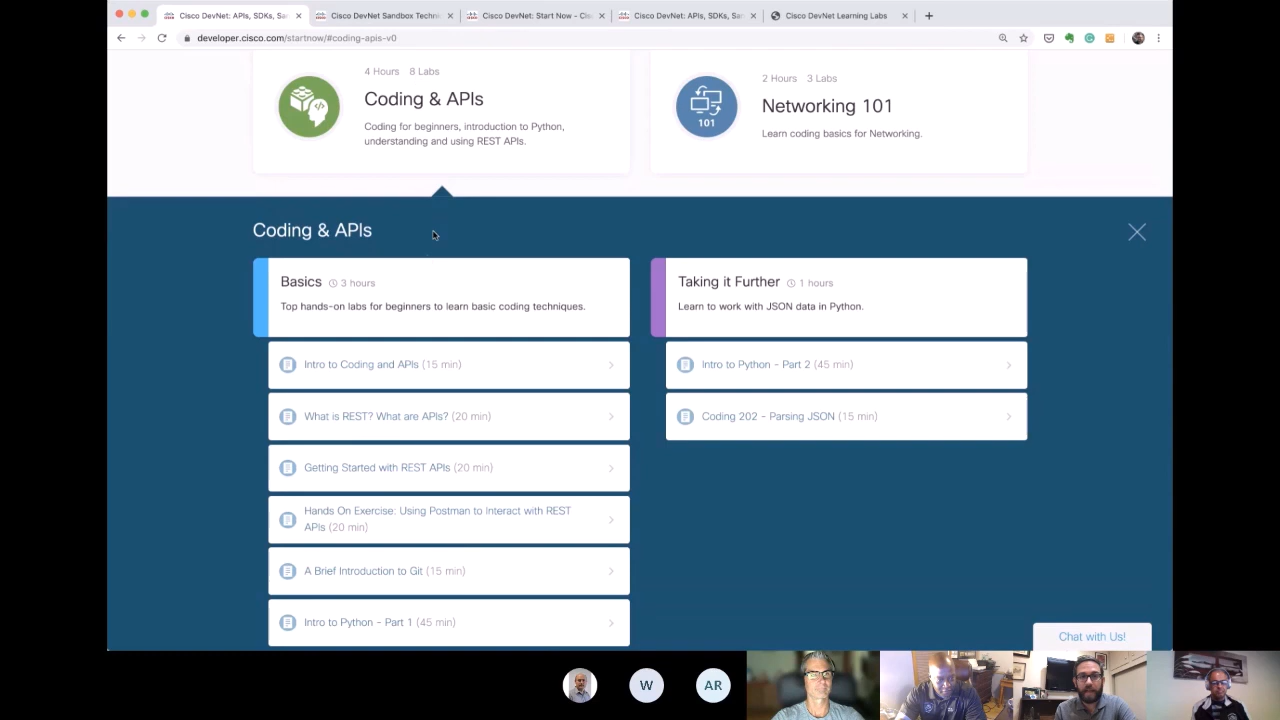 Cisco DevNet: APIs, SDKs, Sa
Cisco DevNet Sandbox Techn
Cisco DevNet: Start Now - Cis
Cisco DevNet: APIs, SDKs, Sa
Cisco DevNet Learning Labs
developer.cisco.com/startnow/#coding-apis-v0
4 Hours 8 Labs
Coding & APIs
Coding for beginners, introduction to Python,
understanding and using REST APIs.
2 Hours 3 Labs
101
Networking 101
Learn coding basics for Networking.
Coding & APIs
Basics 3 hours
Top hands-on labs for beginners to learn basic coding techniques.
Intro to Coding and APIs (15 min)
What is REST? What are APIs? (20 min)
Getting Started with REST APIs (20 min)
Hands On Exercise: Using Postman to Interact with REST
APIs (20 min)
A Brief Introduction to Git (15 min)
Intro to Python - Part 1 (45 min)
Taking it Further 1 hours
Learn to work with JSON data in Python.
Intro to Python - Part 2 (45 min)
Coding 202 - Parsing JSON (15 min)
Chat with Us!
W
AR